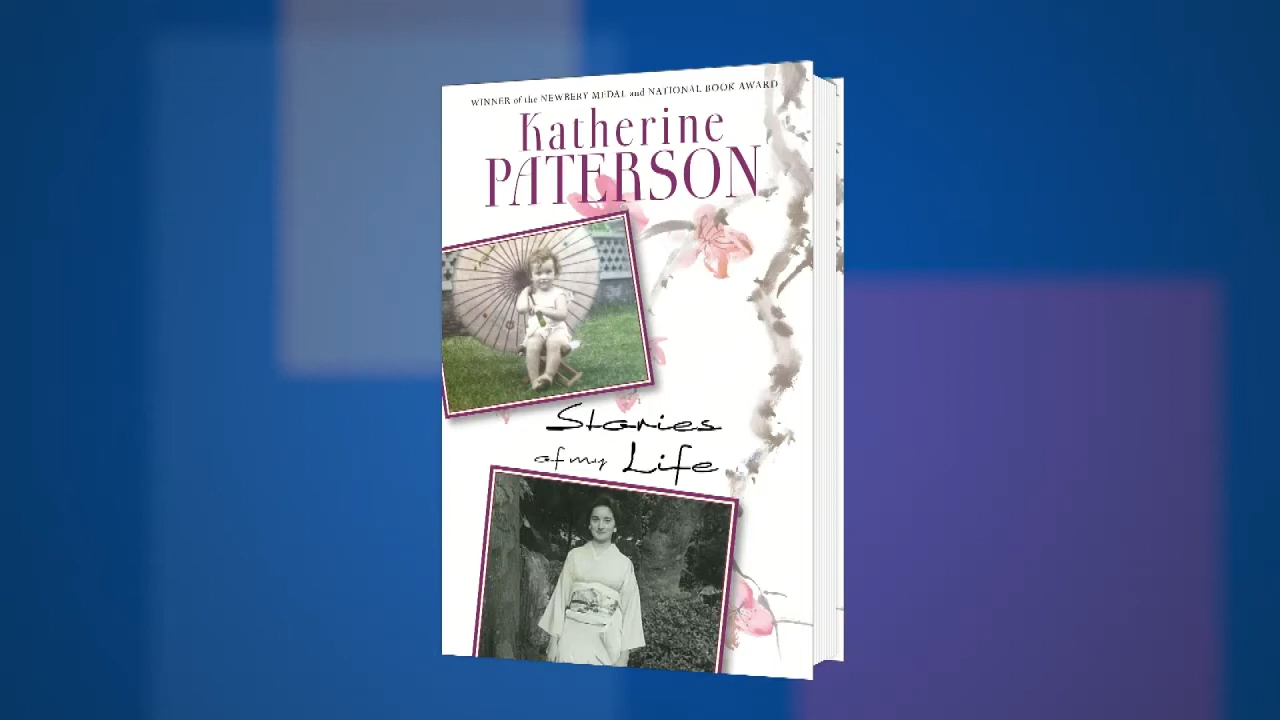 WINNER of the NEWBERY MEDAL and NATIONAL BOOK AWARD
Katherine
PATERSON
Stories
of my Life